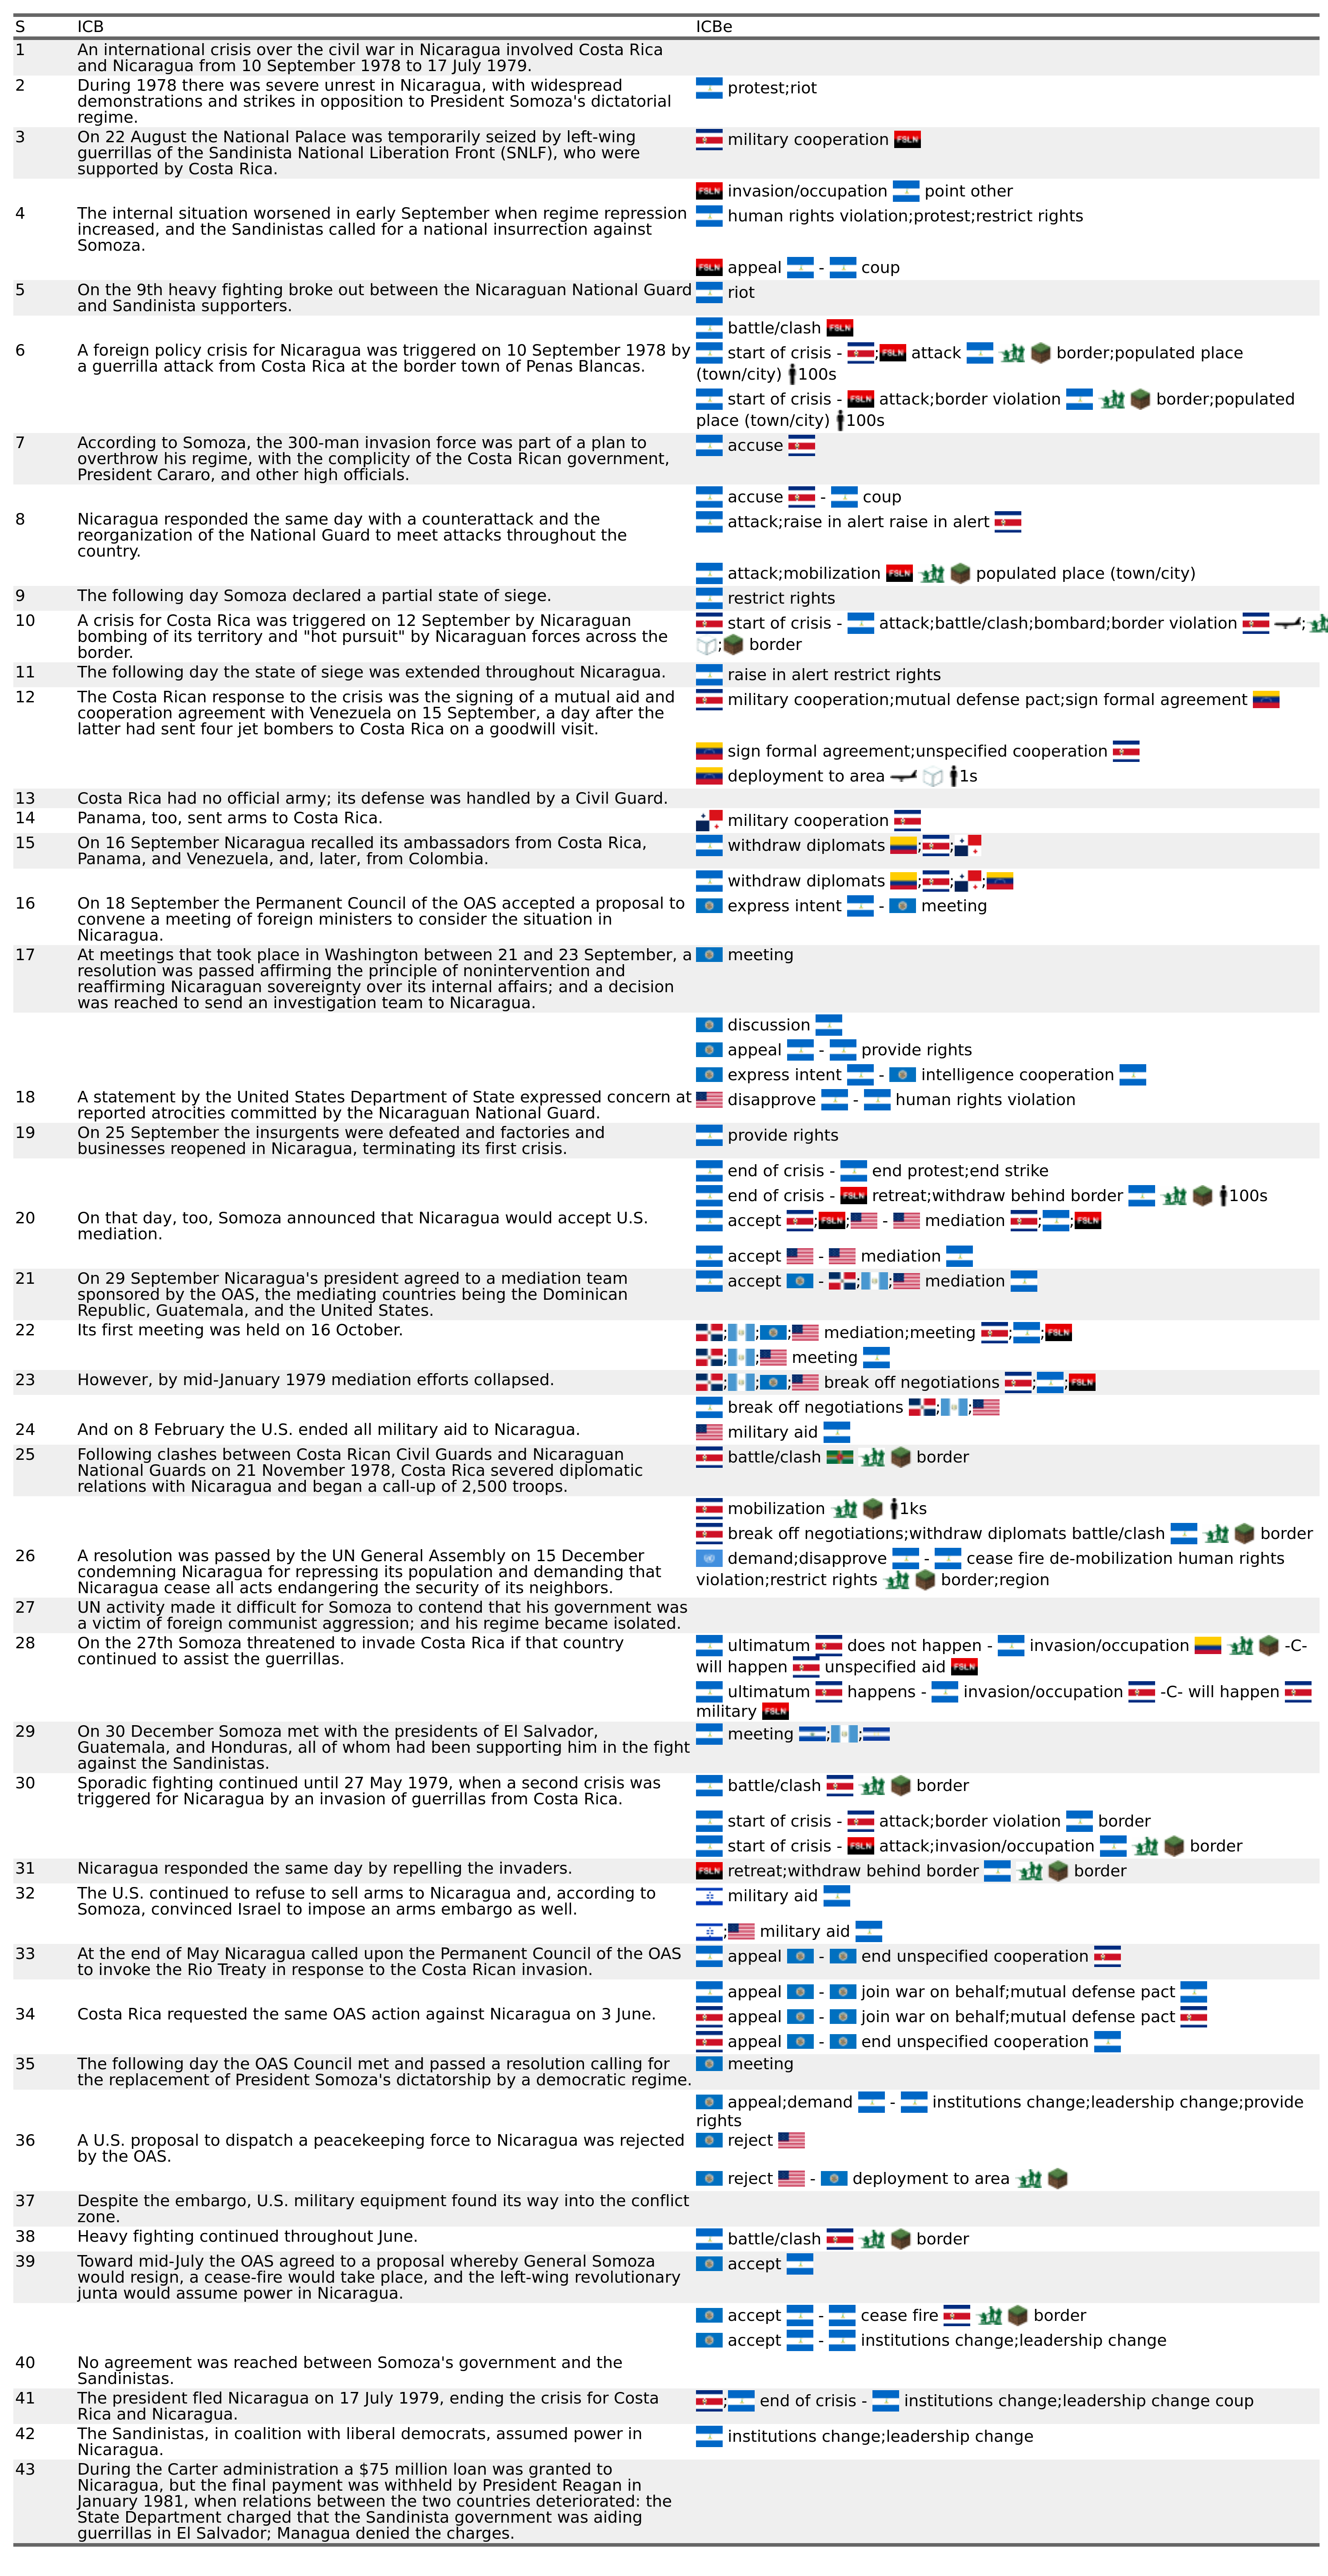 S ICB ICBe
1 An international crisis over the civil war in Nicaragua involved Costa Rica
and Nicaragua from 10 September 1978 to 17 July 1979.
2 During 1978 there was severe unrest in Nicaragua, with widespread protest;riot
demonstrations and strikes in opposition to President Somoza's dictatorial
regime.
3 On 22 August the National Palace was temporarily seized by left-wing military cooperation FSLN
guerrillas of the Sandinista National Liberation Front (SNLF), who were
supported by Costa Rica.
FSLN invasion/occupation point other
4 The internal situation worsened in early September when regime repression human rights violation;protest;restrict rights
increased, and the Sandinistas called for a national insurrection against
Somoza.
FSLN appeal - coup
5 On the 9th heavy fighting broke out between the Nicaraguan National Guard riot
and Sandinista supporters.
battle/clash FSLN
6 A foreign policy crisis for Nicaragua was triggered on 10 September 1978 by start of crisis - ;FSLN attack border;populated place
a guerrilla attack from Costa Rica at the border town of Penas Blancas. (town/city) 100s
start of crisis - FSLN attack;border violation border;populated
place (town/city) 100s
7 According to Somoza, the 300-man invasion force was part of a plan to accuse
overthrow his regime, with the complicity of the Costa Rican government,
President Cararo, and other high officials.
accuse - coup
8 Nicaragua responded the same day with a counterattack and the attack;raise in alert raise in alert
reorganization of the National Guard to meet attacks throughout the
country.
attack;mobilization FSLN populated place (town/city)
9 The following day Somoza declared a partial state of siege. restrict rights
10 A crisis for Costa Rica was triggered on 12 September by Nicaraguan start of crisis - attack;battle/clash;bombard;border violation ;
bombing of its territory and "hot pursuit" by Nicaraguan forces across the ; border
border.
11 The following day the state of siege was extended throughout Nicaragua. raise in alert restrict rights
12 The Costa Rican response to the crisis was the signing of a mutual aid and military cooperation;mutual defense pact;sign formal agreement
cooperation agreement with Venezuela on 15 September, a day after the
latter had sent four jet bombers to Costa Rica on a goodwill visit.
sign formal agreement;unspecified cooperation
deployment to area 1s
13 Costa Rica had no official army; its defense was handled by a Civil Guard.
14 Panama, too, sent arms to Costa Rica. military cooperation
15 On 16 September Nicaragua recalled its ambassadors from Costa Rica, withdraw diplomats ; ;
Panama, and Venezuela, and, later, from Colombia.
withdraw diplomats ; ; ;
16 On 18 September the Permanent Council of the OAS accepted a proposal to express intent - meeting
convene a meeting of foreign ministers to consider the situation in
Nicaragua.
17 At meetings that took place in Washington between 21 and 23 September, a meeting
resolution was passed affirming the principle of nonintervention and
reaffirming Nicaraguan sovereignty over its internal affairs; and a decision
was reached to send an investigation team to Nicaragua.
discussion
appeal - provide rights
express intent - intelligence cooperation
18 A statement by the United States Department of State expressed concern at disapprove - human rights violation
reported atrocities committed by the Nicaraguan National Guard.
19 On 25 September the insurgents were defeated and factories and provide rights
businesses reopened in Nicaragua, terminating its first crisis.
end of crisis - end protest;end strike
end of crisis - FSLN retreat;withdraw behind border 100s
20 On that day, too, Somoza announced that Nicaragua would accept U.S. accept ;FSLN; - mediation ; ;FSLN
mediation.
accept - mediation
21 On 29 September Nicaragua's president agreed to a mediation team accept - ; ; mediation
sponsored by the OAS, the mediating countries being the Dominican
Republic, Guatemala, and the United States.
22 Its first meeting was held on 16 October. ; ; ; mediation;meeting ; ;FSLN
; ; meeting
23 However, by mid-January 1979 mediation efforts collapsed. ; ; ; break off negotiations ; ;FSLN
break off negotiations ; ;
24 And on 8 February the U.S. ended all military aid to Nicaragua. military aid
25 Following clashes between Costa Rican Civil Guards and Nicaraguan battle/clash border
National Guards on 21 November 1978, Costa Rica severed diplomatic
relations with Nicaragua and began a call-up of 2,500 troops.
mobilization 1ks
break off negotiations;withdraw diplomats battle/clash border
26 A resolution was passed by the UN General Assembly on 15 December demand;disapprove - cease fire de-mobilization human rights
condemning Nicaragua for repressing its population and demanding that violation;restrict rights border;region
Nicaragua cease all acts endangering the security of its neighbors.
27 UN activity made it difficult for Somoza to contend that his government was
a victim of foreign communist aggression; and his regime became isolated.
28 On the 27th Somoza threatened to invade Costa Rica if that country ultimatum does not happen - invasion/occupation -C-
continued to assist the guerrillas. will happen unspecified aid FSLN
ultimatum happens - invasion/occupation -C- will happen
military FSLN
29 On 30 December Somoza met with the presidents of El Salvador, meeting ; ;
Guatemala, and Honduras, all of whom had been supporting him in the fight
against the Sandinistas.
30 Sporadic fighting continued until 27 May 1979, when a second crisis was battle/clash border
triggered for Nicaragua by an invasion of guerrillas from Costa Rica.
start of crisis - attack;border violation border
start of crisis - FSLN attack;invasion/occupation border
31 Nicaragua responded the same day by repelling the invaders. FSLN retreat;withdraw behind border border
32 The U.S. continued to refuse to sell arms to Nicaragua and, according to military aid
Somoza, convinced Israel to impose an arms embargo as well.
; military aid
33 At the end of May Nicaragua called upon the Permanent Council of the OAS appeal - end unspecified cooperation
to invoke the Rio Treaty in response to the Costa Rican invasion.
appeal - join war on behalf;mutual defense pact
34 Costa Rica requested the same OAS action against Nicaragua on 3 June. appeal - join war on behalf;mutual defense pact
appeal - end unspecified cooperation
35 The following day the OAS Council met and passed a resolution calling for meeting
the replacement of President Somoza's dictatorship by a democratic regime.
appeal;demand - institutions change;leadership change;provide
rights
36 A U.S. proposal to dispatch a peacekeeping force to Nicaragua was rejected reject
by the OAS.
reject - deployment to area
37 Despite the embargo, U.S. military equipment found its way into the conflict
zone.
38 Heavy fighting continued throughout June. battle/clash border
39 Toward mid-July the OAS agreed to a proposal whereby General Somoza accept
would resign, a cease-fire would take place, and the left-wing revolutionary
junta would assume power in Nicaragua.
accept - cease fire border
accept - institutions change;leadership change
40 No agreement was reached between Somoza's government and the
Sandinistas.
41 The president fled Nicaragua on 17 July 1979, ending the crisis for Costa ; end of crisis - institutions change;leadership change coup
Rica and Nicaragua.
42 The Sandinistas, in coalition with liberal democrats, assumed power in institutions change;leadership change
Nicaragua.
43 During the Carter administration a $75 million loan was granted to
Nicaragua, but the final payment was withheld by President Reagan in
January 1981, when relations between the two countries deteriorated: the
State Department charged that the Sandinista government was aiding
guerrillas in El Salvador; Managua denied the charges.